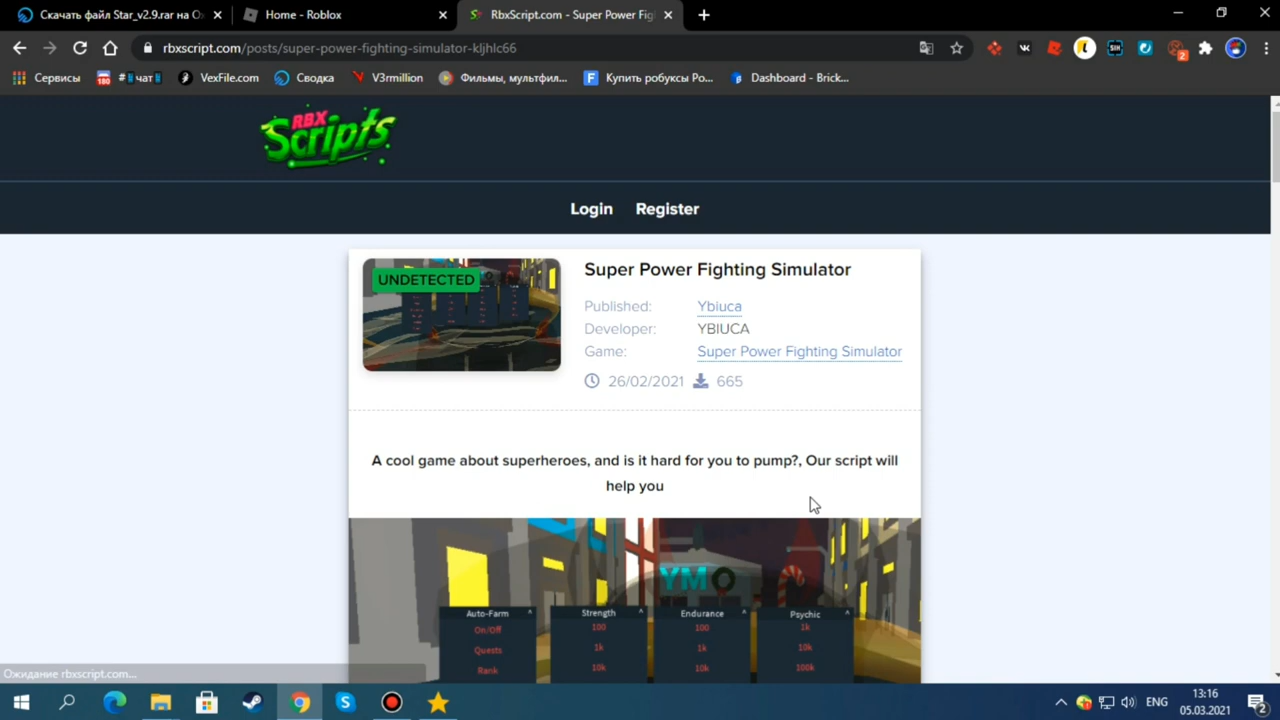 Скачать файл Star_v2.9.rar на Ox
Home - Roblox
RbxScript.com - Super Power Figh
rbxscript.com/posts/super-power-fighting-simulator-kljhlc66
Сервисы
чат
VexFile.com
Сводка
V3rmillion
Фильмы, мультфил...
Купить робуксы Ро...
Dashboard - Brick...
RBX
Scripts
Login
Register
UNDETECTED
Super Power Fighting Simulator
Published: Ybiuca
Developer: YBIUCA
Game: Super Power Fighting Simulator
26/02/2021 665
A cool game about superheroes, and is it hard for you to pump?, Our script will
help you
YMO
Auto-Farm ^ Strength ^ Endurance ^ Psychic ^
On/Off 100 100 1k
Quests 1k 1k 10k
Rank 10k 10k 100k
Ожидание rbxscript.com...
ENG
13:16
05.03.2021
2